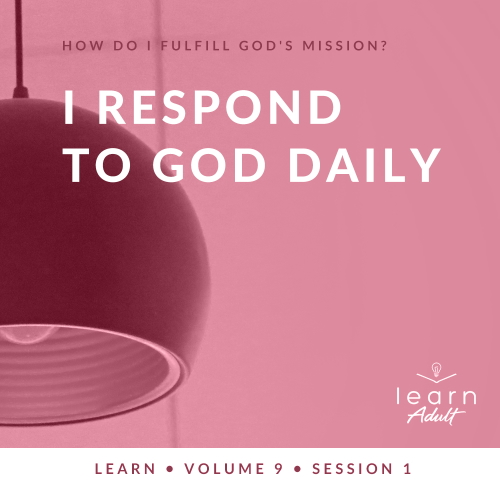 HOW DO I FULFILL GOD'S MISSION?
I RESPOND
TO GOD DAILY
learn
Adult
LEARN • VOLUME 9 • SESSION 1